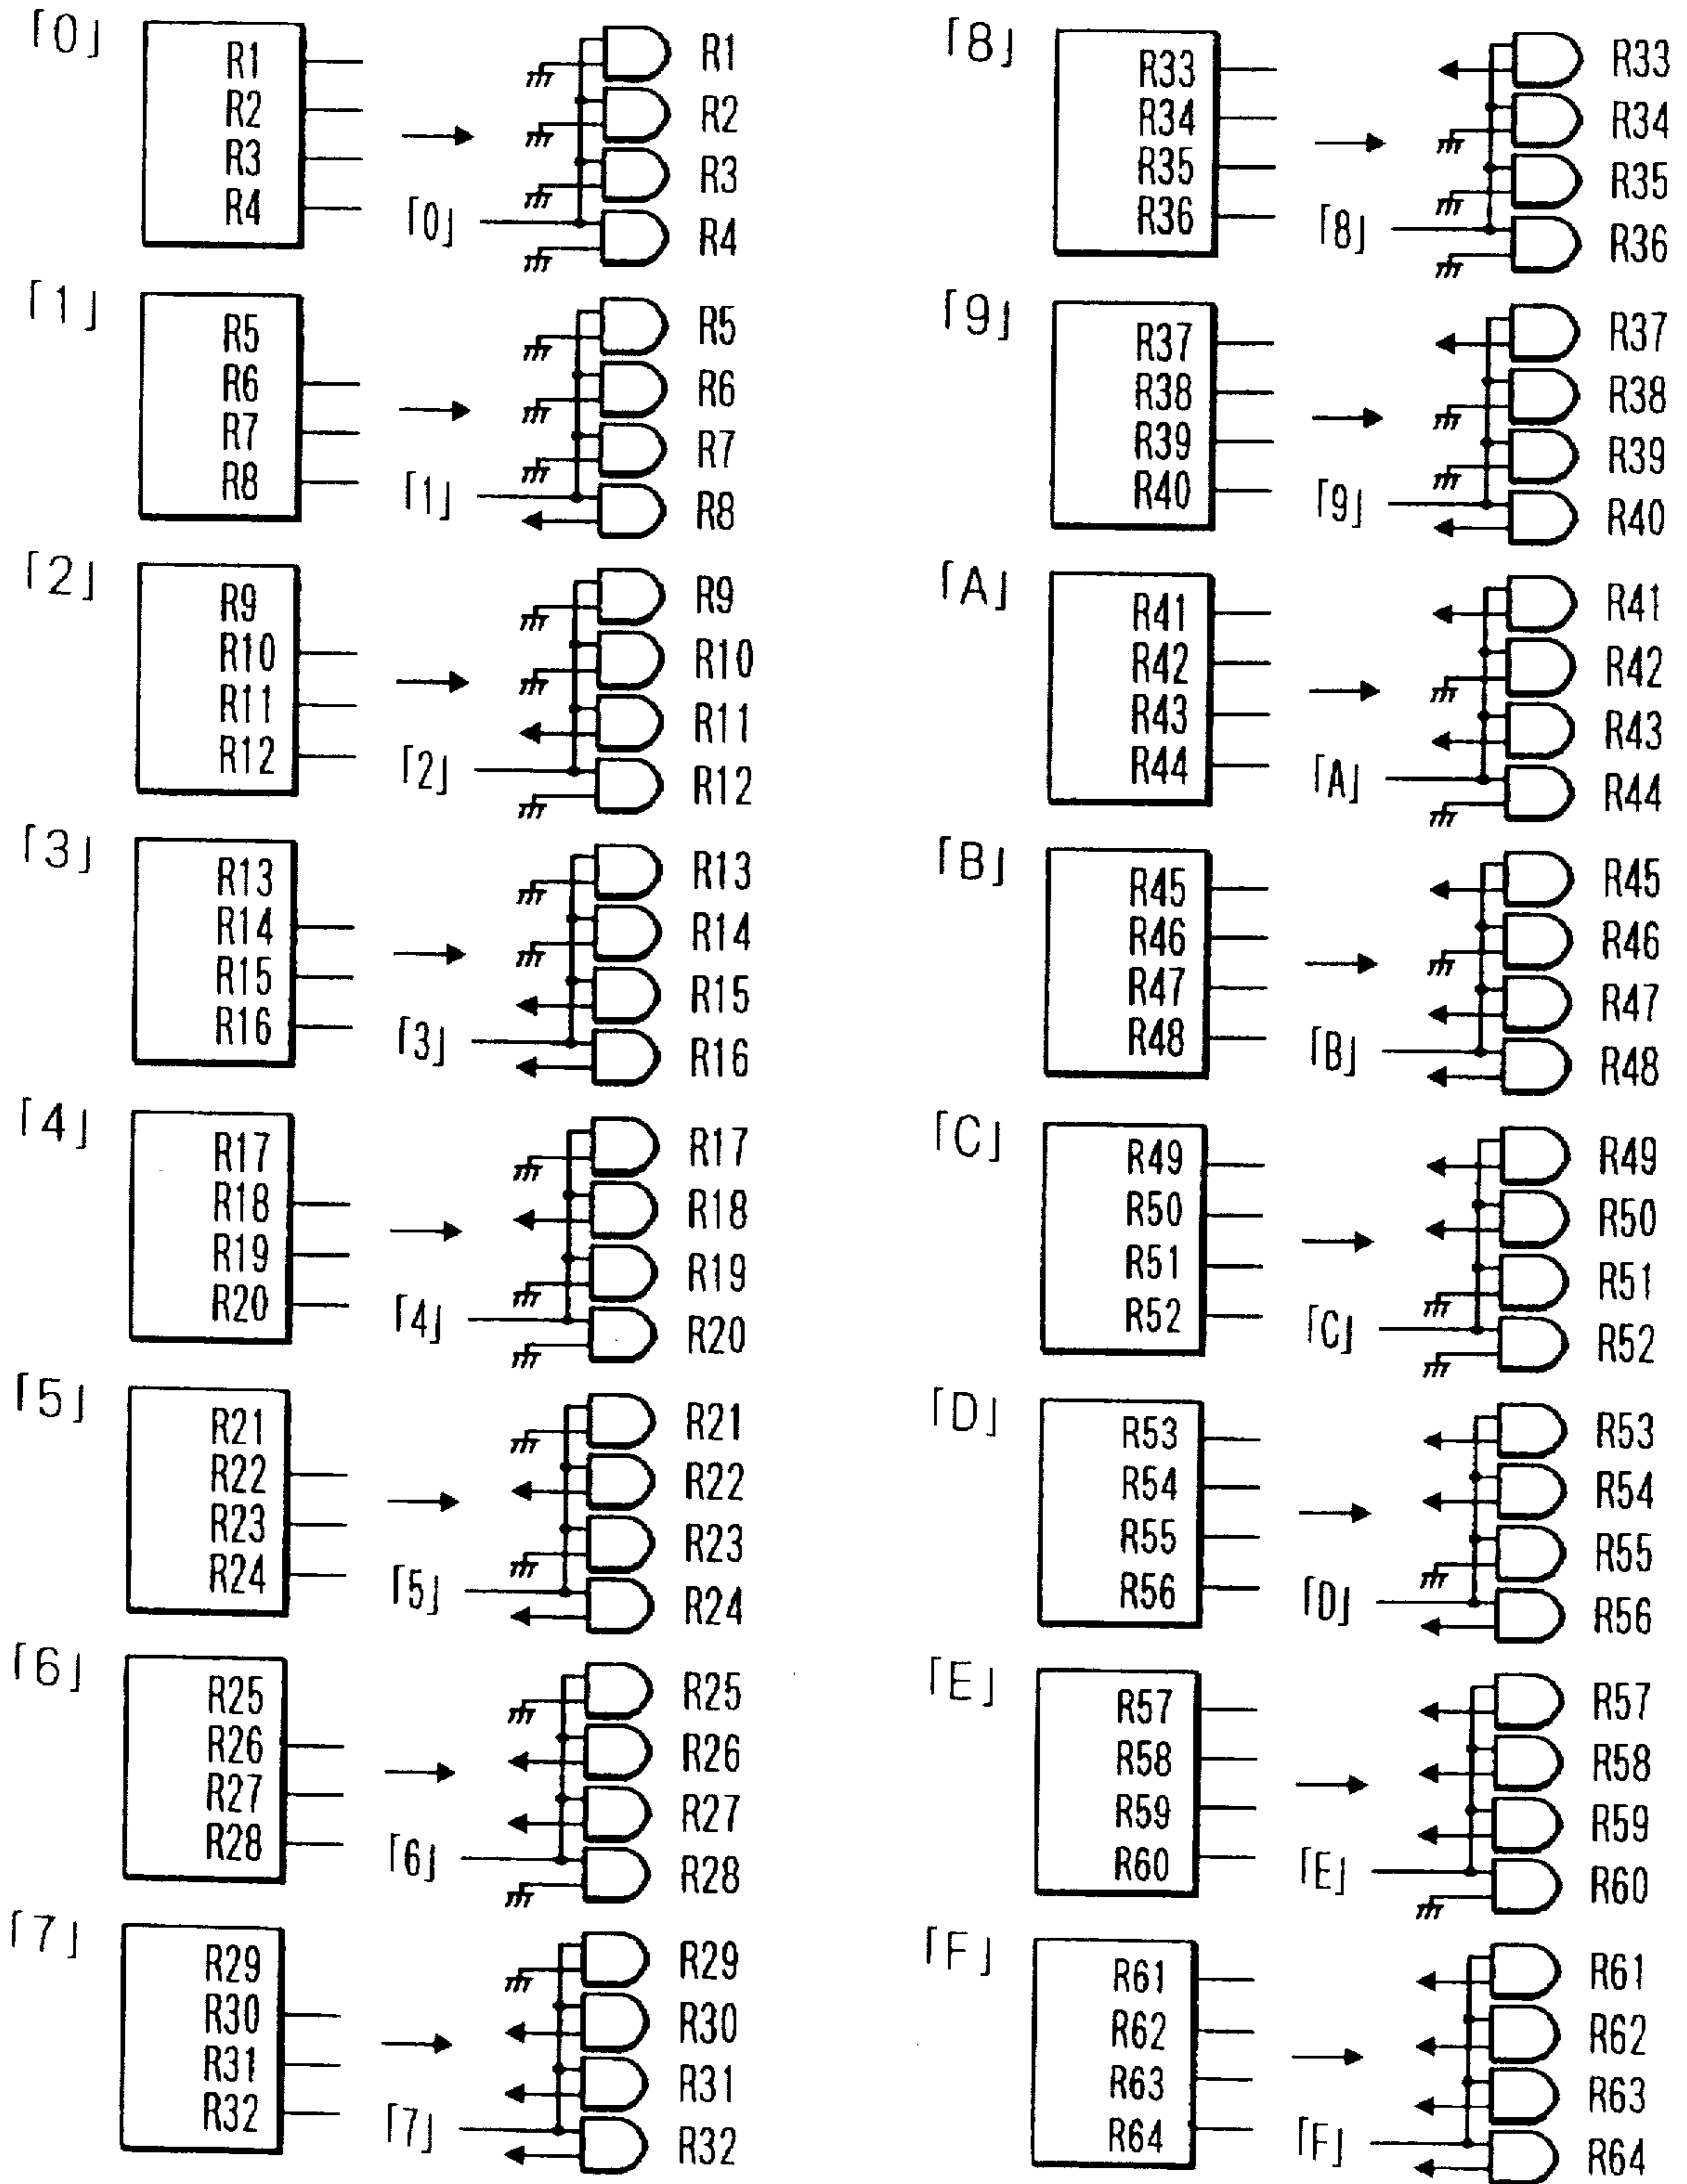 「0」
R1
R2
R3
R4
「0」
R1
R2
R3
R4
「1」
R5
R6
R7
R8
「1」
R5
R6
R7
R8
「2」
R9
R10
R11
R12
「2」
R9
R10
R11
R12
「3」
R13
R14
R15
R16
「3」
R13
R14
R15
R16
「4」
R17
R18
R19
R20
「4」
R17
R18
R19
R20
「5」
R21
R22
R23
R24
「5」
R21
R22
R23
R24
「6」
R25
R26
R27
R28
「6」
R25
R26
R27
R28
「7」
R29
R30
R31
R32
「7」
R29
R30
R31
R32
「8」
R33
R34
R35
R36
「8」
R33
R34
R35
R36
「9」
R37
R38
R39
R40
「9」
R37
R38
R39
R40
「A」
R41
R42
R43
R44
「A」
R41
R42
R43
R44
「B」
R45
R46
R47
R48
「B」
R45
R46
R47
R48
「C」
R49
R50
R51
R52
「C」
R49
R50
R51
R52
「D」
R53
R54
R55
R56
「D」
R53
R54
R55
R56
「E」
R57
R58
R59
R60
「E」
R57
R58
R59
R60
「F」
R61
R62
R63
R64
「F」
R61
R62
R63
R64